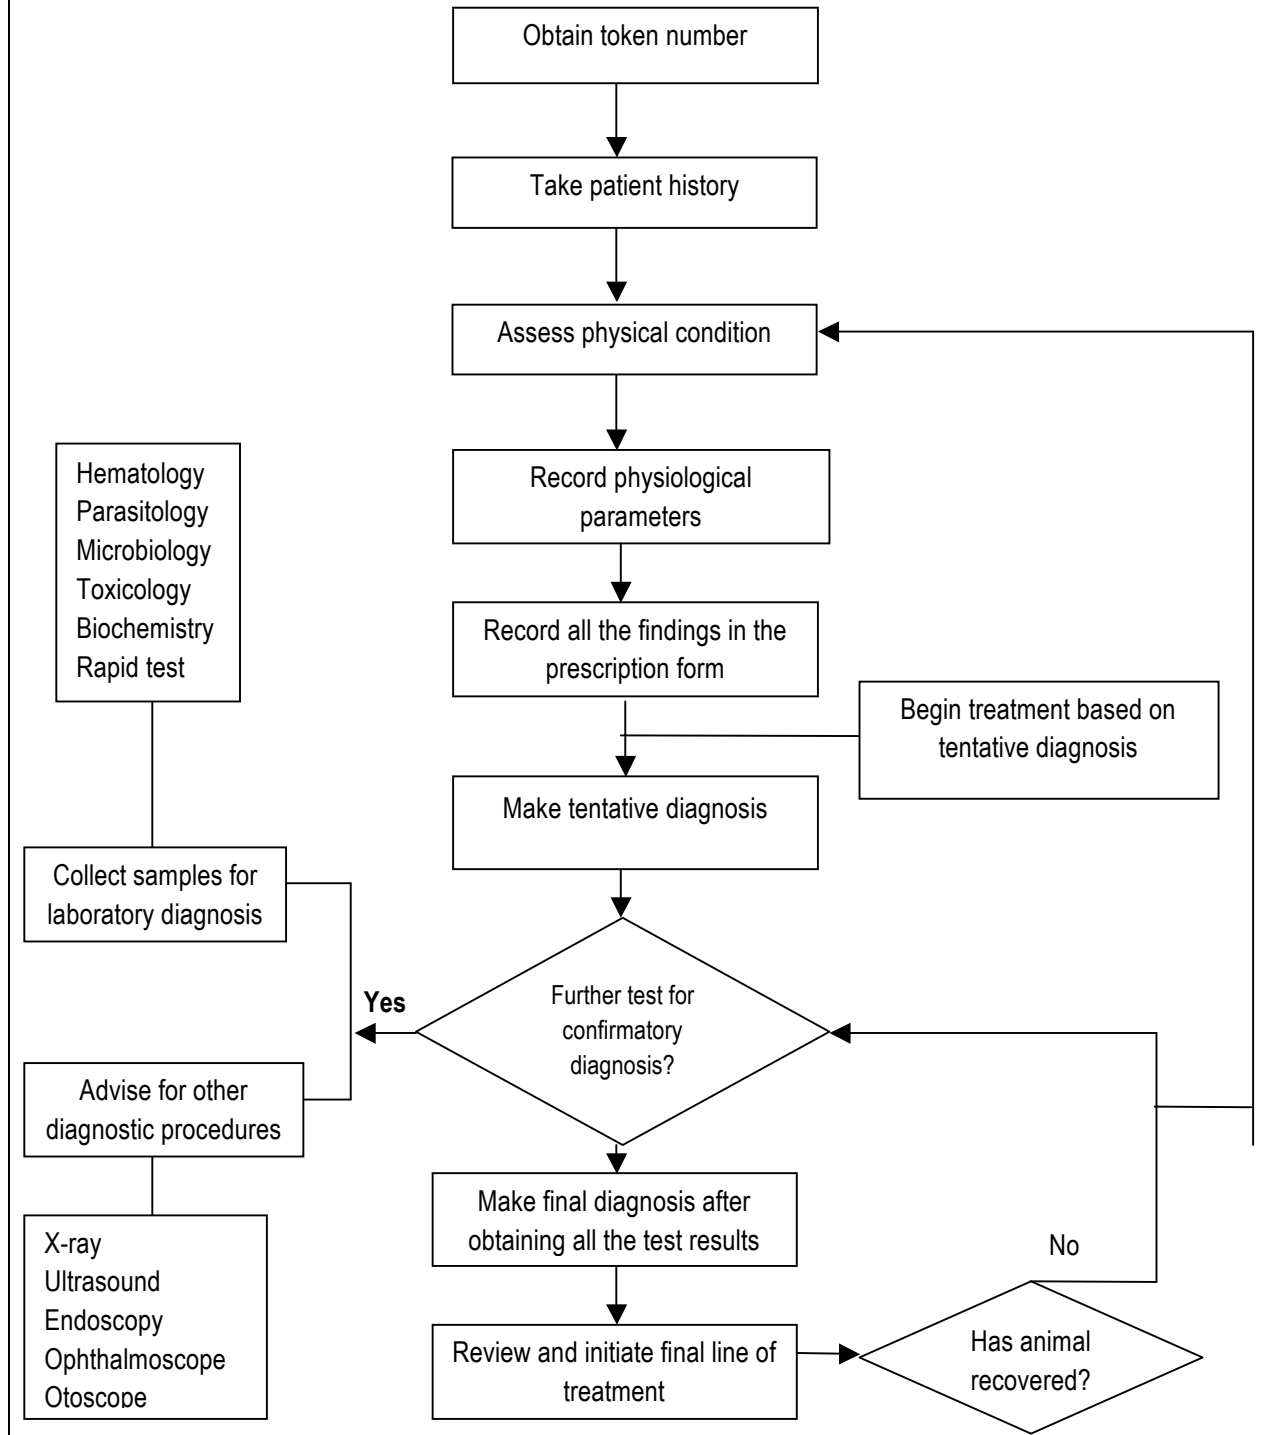 Obtain token number
Take patient history
Assess physical condition
Hematology
Parasitology
Microbiology
Toxicology
Biochemistry
Rapid test
Record physiological
parameters
Record all the findings in the
prescription form
Begin treatment based on
tentative diagnosis
Make tentative diagnosis
Collect samples for
laboratory diagnosis
Yes
Further test for
confirmatory
diagnosis?
Advise for other
diagnostic procedures
Make final diagnosis after
obtaining all the test results
X-ray
Ultrasound
Endoscopy
Ophthalmoscope
Otoscope
No
Review and initiate final line of
treatment
Has animal
recovered?